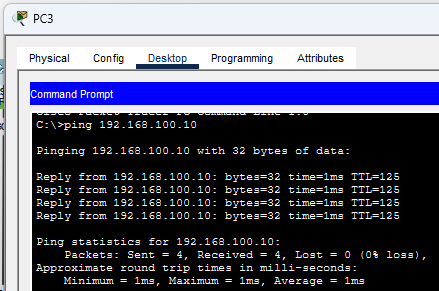 PC3
Physical Config Desktop Programming Attributes
Command Prompt
C:\>ping 192.168.100.10
Pinging 192.168.100.10 with 32 bytes of data:
Reply from 192.168.100.10: bytes=32 time=1ms TTL=125
Reply from 192.168.100.10: bytes=32 time=1ms TTL=125
Reply from 192.168.100.10: bytes=32 time=1ms TTL=125
Reply from 192.168.100.10: bytes=32 time=1ms TTL=125
Ping statistics for 192.168.100.10:
Packets: Sent = 4, Received = 4, Lost = 0 (0% loss),
Approximate round trip times in milli-seconds:
Minimum = 1ms, Maximum = 1ms, Average = 1ms